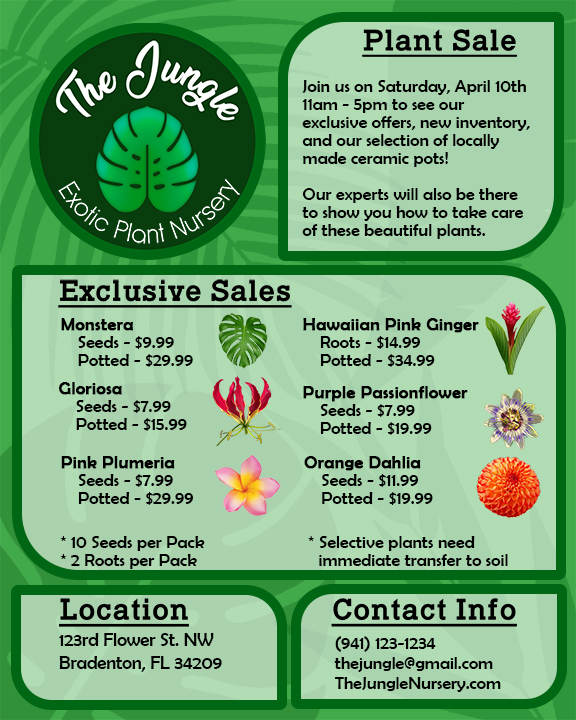 The Jungle
Exotic Plant Nursery
Plant Sale
Join us on Saturday, April 10th
11am - 5pm to see our
exclusive offers, new inventory,
and our selection of locally
made ceramic pots!
Our experts will also be there
to show you how to take care
of these beautiful plants.
Exclusive Sales
Monstera
Seeds - $9.99
Potted - $29.99
Gloriosa
Seeds - $7.99
Potted - $15.99
Pink Plumeria
Seeds - $7.99
Potted - $29.99
* 10 Seeds per Pack
* 2 Roots per Pack
Hawaiian Pink Ginger
Roots - $14.99
Potted - $34.99
Purple Passionflower
Seeds - $7.99
Potted - $19.99
Orange Dahlia
Seeds - $11.99
Potted - $19.99
* Selective plants need
immediate transfer to soil
Location
123rd Flower St. NW
Bradenton, FL 34209
Contact Info
(941) 123-1234
thejungle@gmail.com
TheJungleNursery.com